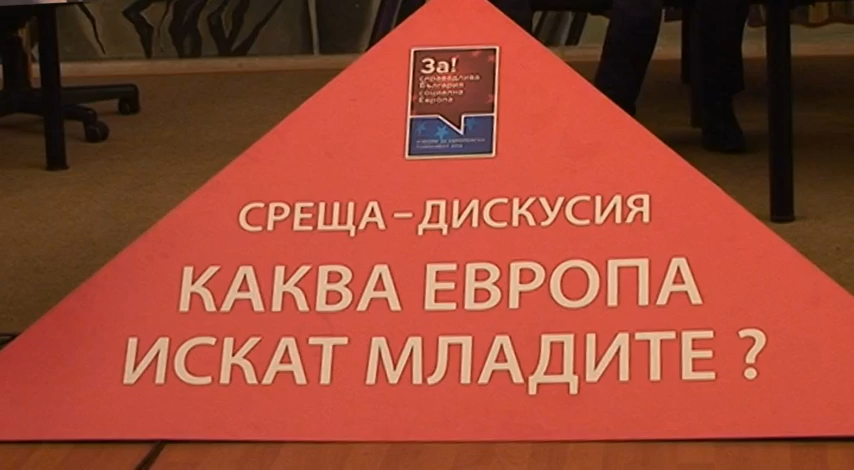 За!
справедлива
България
социална
Европа
СРЕЩА – ДИСКУСИЯ
КАКВА ЕВРОПА
ИСКАТ МЛАДИТЕ ?